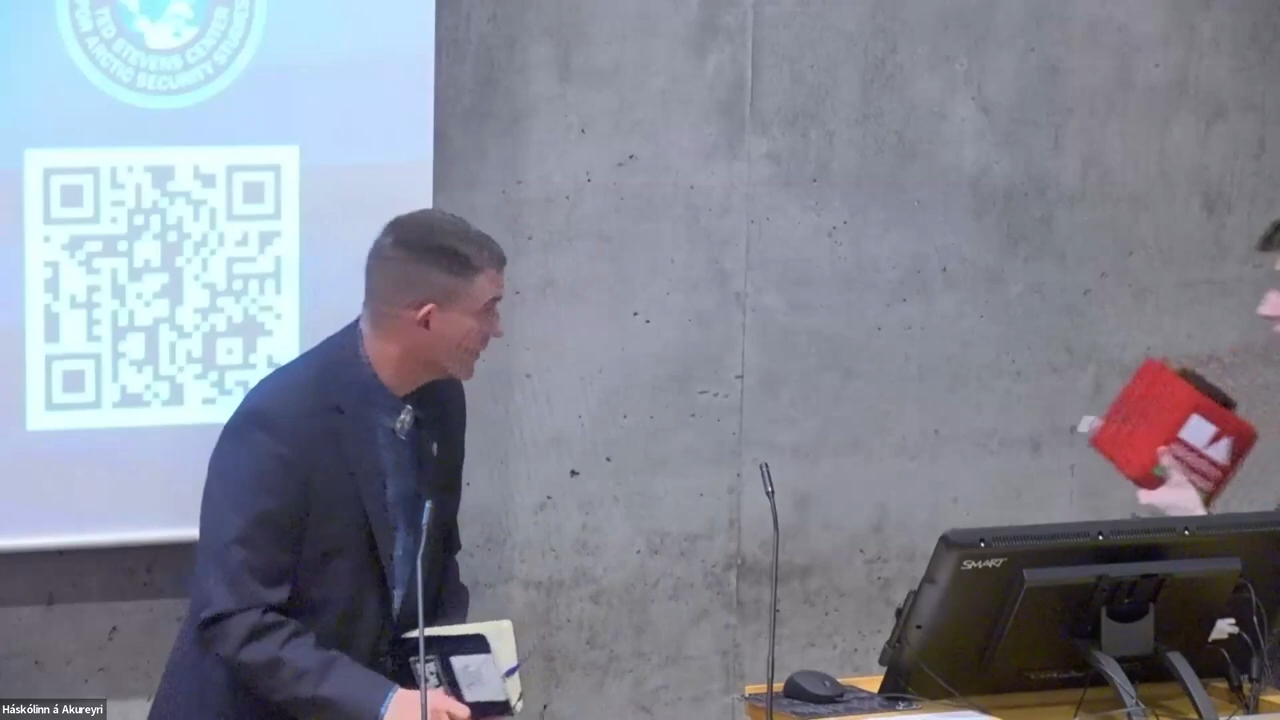 TED STEVENS CENTER
FOR ARCTIC SECURITY STUDIES
SMART
Háskólinn á Akureyri